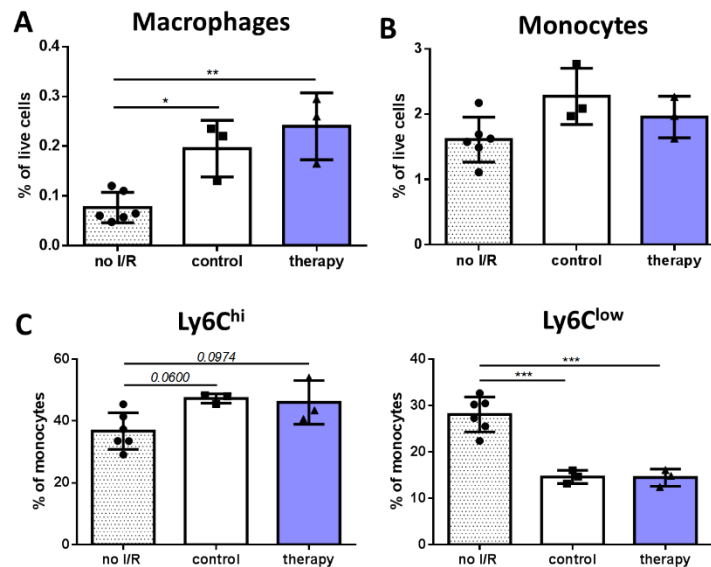 A
Macrophages
% of live cells
0.4
0.3
0.2
0.1
0.0
**
*
no I/R control therapy
B
Monocytes
% of live cells
3
2
1
0
no I/R control therapy
C
Ly6Chi
% of monocytes
60
40
20
0
0.0974
0.0600
no I/R control therapy
Ly6Clow
% of monocytes
40
30
20
10
0
***
***
no I/R control therapy